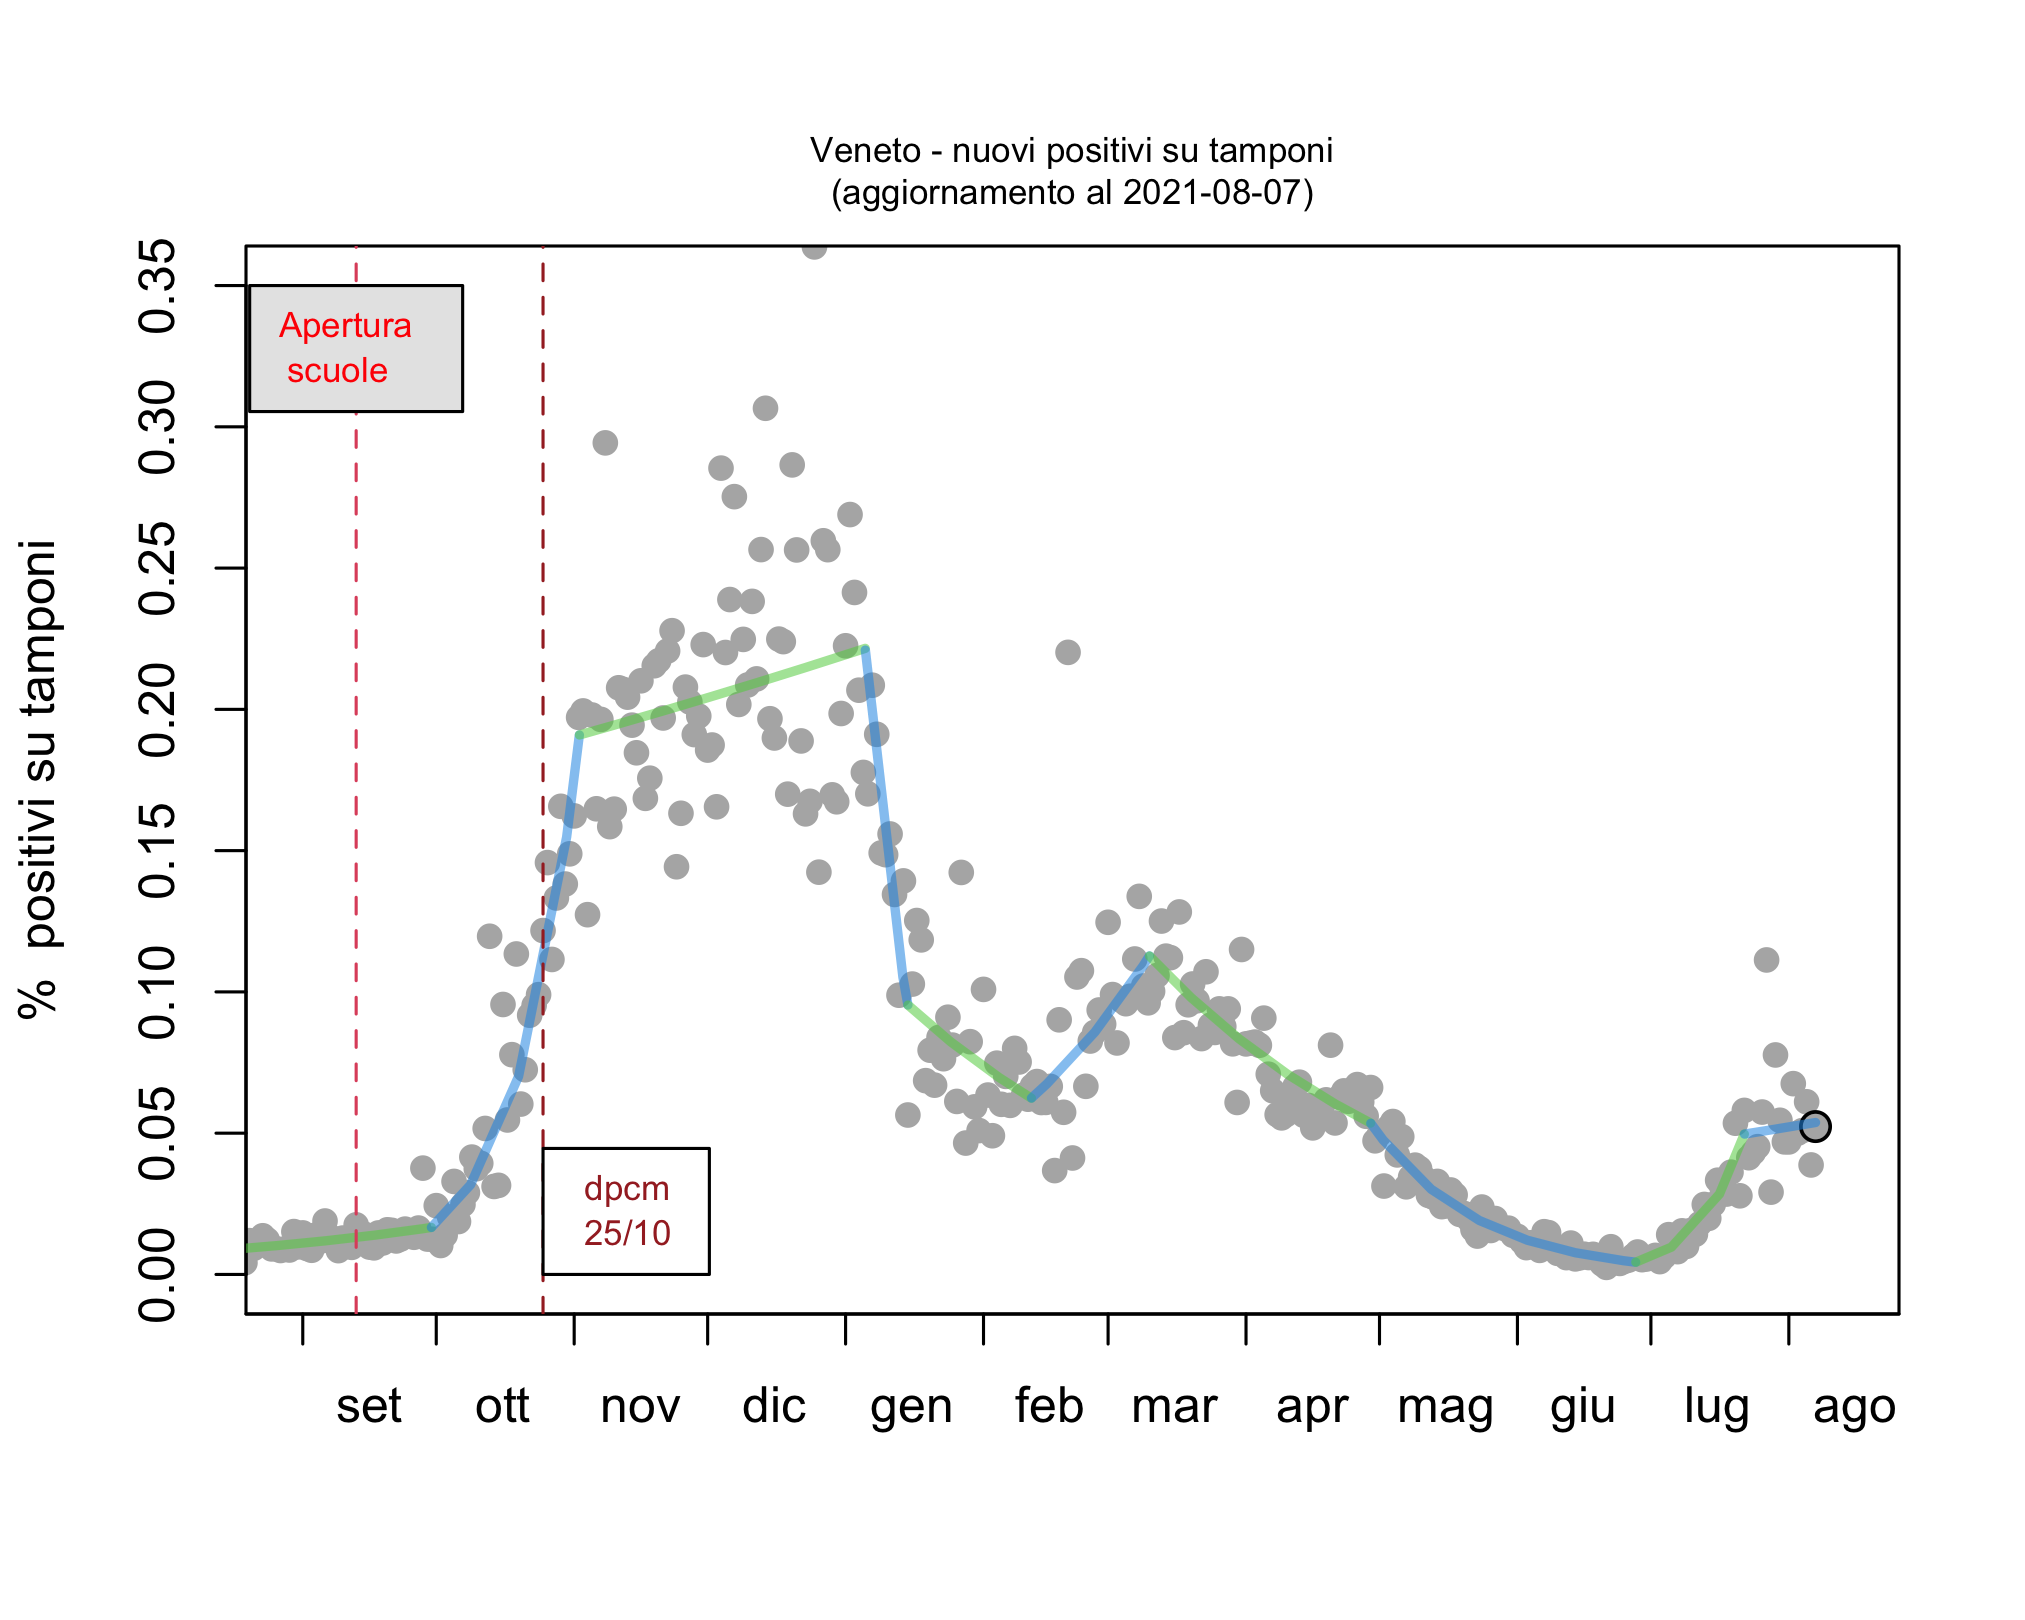 Veneto - nuovi positivi su tamponi
(aggiornamento al 2021-08-07)
% positivi su tamponi
0.35
0.30
0.25
0.20
0.15
0.10
0.05
0.00
Apertura
scuole
dpcm
25/10
set ott nov dic gen feb mar apr mag giu lug ago